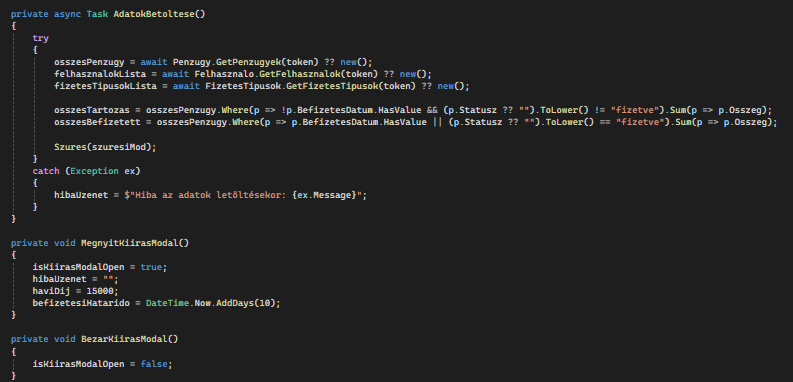 private async Task AdatokBetoltese()
{
try
{
osszesPenzugy = await Penzugy.GetPenzugyek(token) ?? new();
felhasznalokLista = await Felhasznalo.GetFelhasznalok(token) ?? new();
fizetesTipusokLista = await FizetesTipusok.GetFizetesTipusok(token) ?? new();
osszesTartozas = osszesPenzugy.Where(p => !p.BefizetesDatum.HasValue && (p.Statusz ?? "").ToLower() != "fizetve").Sum(p => p.Osszeg);
osszesBefizetett = osszesPenzugy.Where(p => p.BefizetesDatum.HasValue || (p.Statusz ?? "").ToLower() == "fizetve").Sum(p => p.Osszeg);
Szures(szuresiMod);
}
catch (Exception ex)
{
hibaUzenet = $"Hiba az adatok letöltésekor: {ex.Message}";
}
}
private void MegnyitKiirasModal()
{
isKiirasModalOpen = true;
hibaUzenet = "";
haviDij = 15000;
befizetesiHatarido = DateTime.Now.AddDays(10);
}
private void BezarKiirasModal()
{
isKiirasModalOpen = false;
}